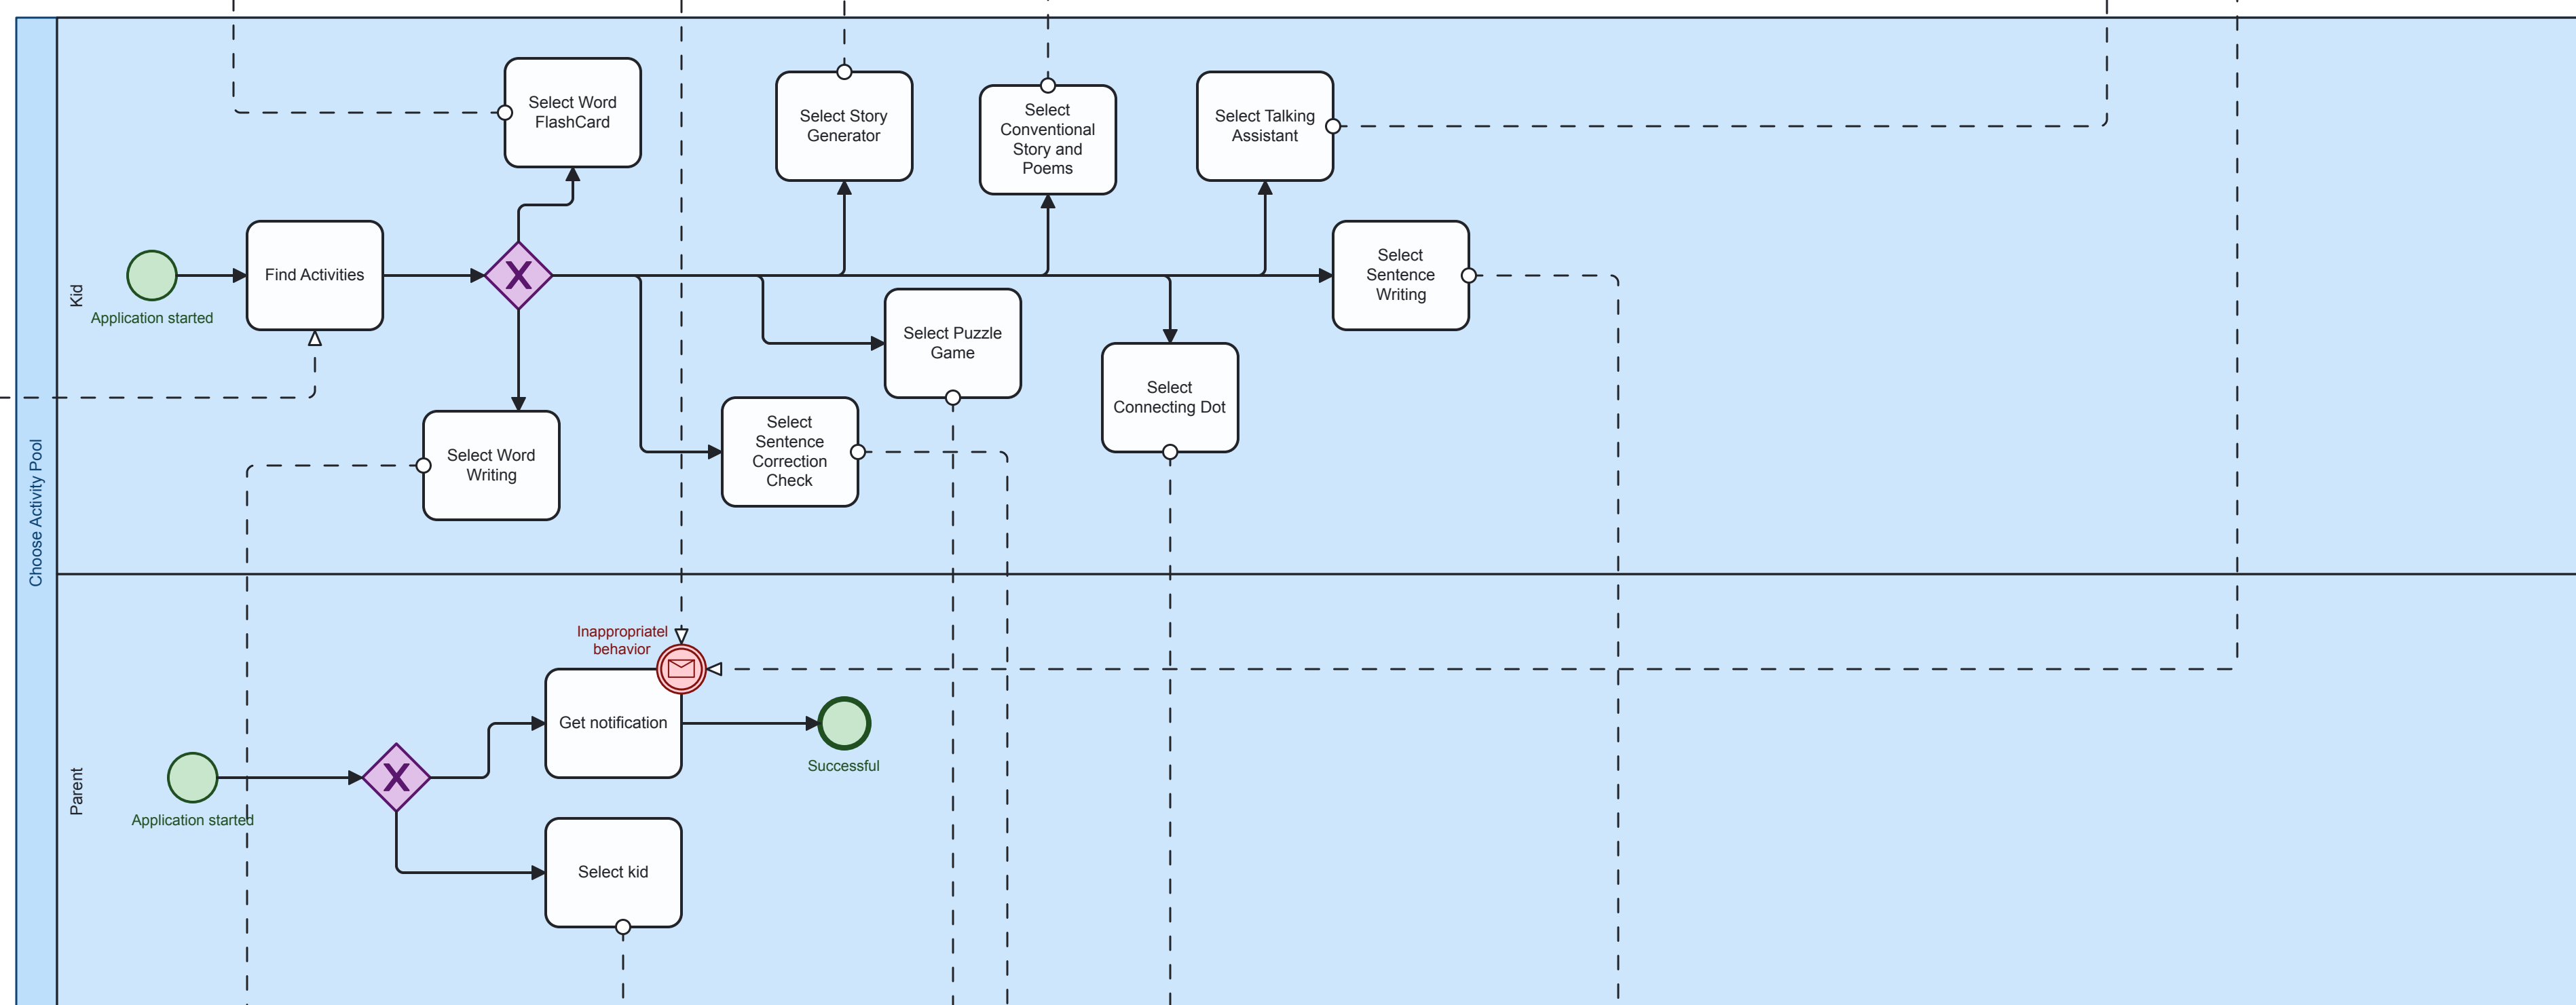 Choose Activity Pool
Kid
Application started
Find Activities
Select Word
FlashCard
Select Story
Generator
Select
Conventional
Story and
Poems
Select Talking
Assistant
Select
Sentence
Writing
Select Puzzle
Game
Select
Connecting Dot
Select
Sentence
Correction
Check
Select Word
Writing
Parent
Application started
Inappropriatel
behavior
Get notification
Successful
Select kid